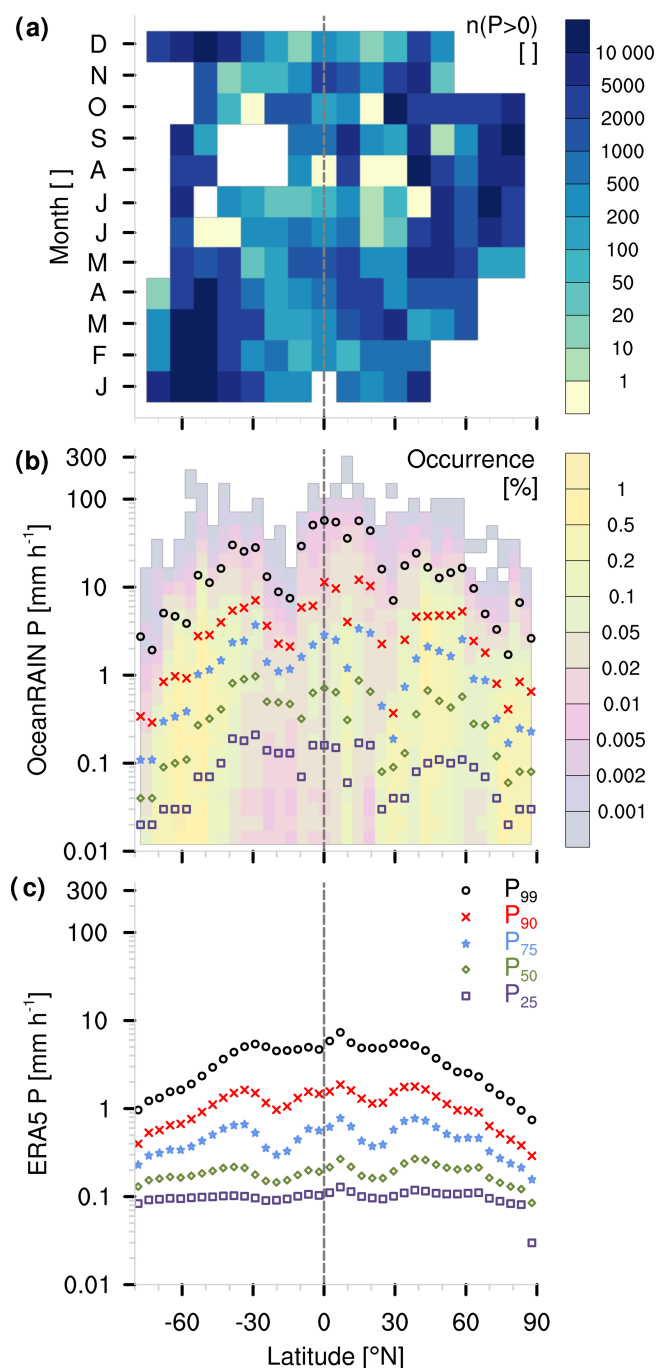 (a)
n(P>0)
[ ]
Month [ ]
D
N
O
S
A
J
J
M
A
M
F
J
10 000
5000
2000
1000
500
200
100
50
20
10
1
(b)
Occurrence
[%]
OceanRAIN P [mm h⁻¹]
300
100
10
1
0.1
0.01
1
0.5
0.2
0.1
0.05
0.02
0.01
0.005
0.002
0.001
(c)
ERA5 P [mm h⁻¹]
300
100
10
1
0.1
0.01
P₉₉
P₉₀
P₇₅
P₅₀
P₂₅
-60 -30 0 30 60 90
Latitude [°N]